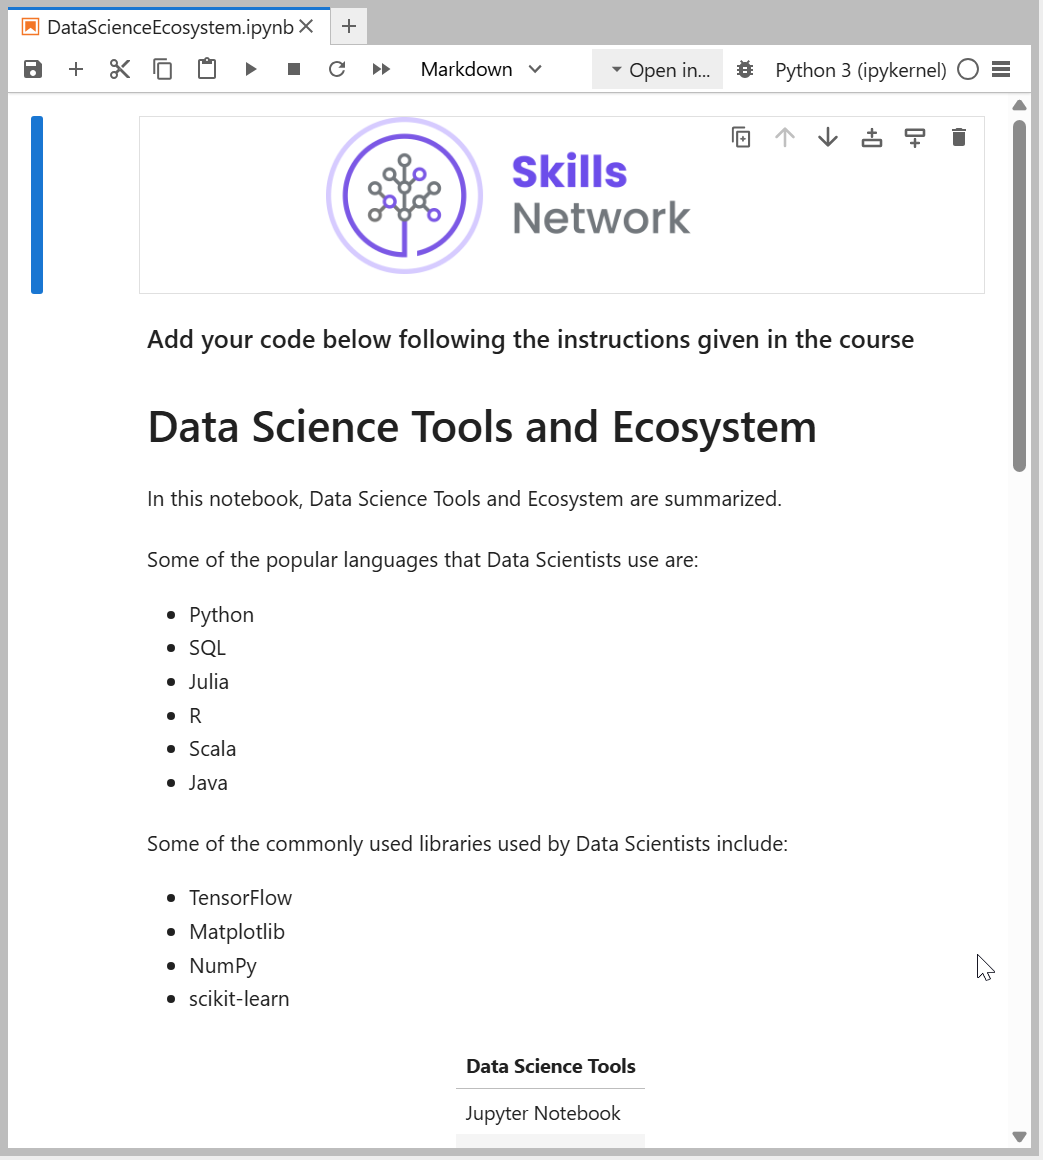 DataScienceEcosystem.ipynb
Markdown
Open in...
Python 3 (ipykernel)
Skills
Network
Add your code below following the instructions given in the course
Data Science Tools and Ecosystem
In this notebook, Data Science Tools and Ecosystem are summarized.
Some of the popular languages that Data Scientists use are:
Python
SQL
Julia
R
Scala
Java
Some of the commonly used libraries used by Data Scientists include:
TensorFlow
Matplotlib
NumPy
scikit-learn
Data Science Tools
Jupyter Notebook